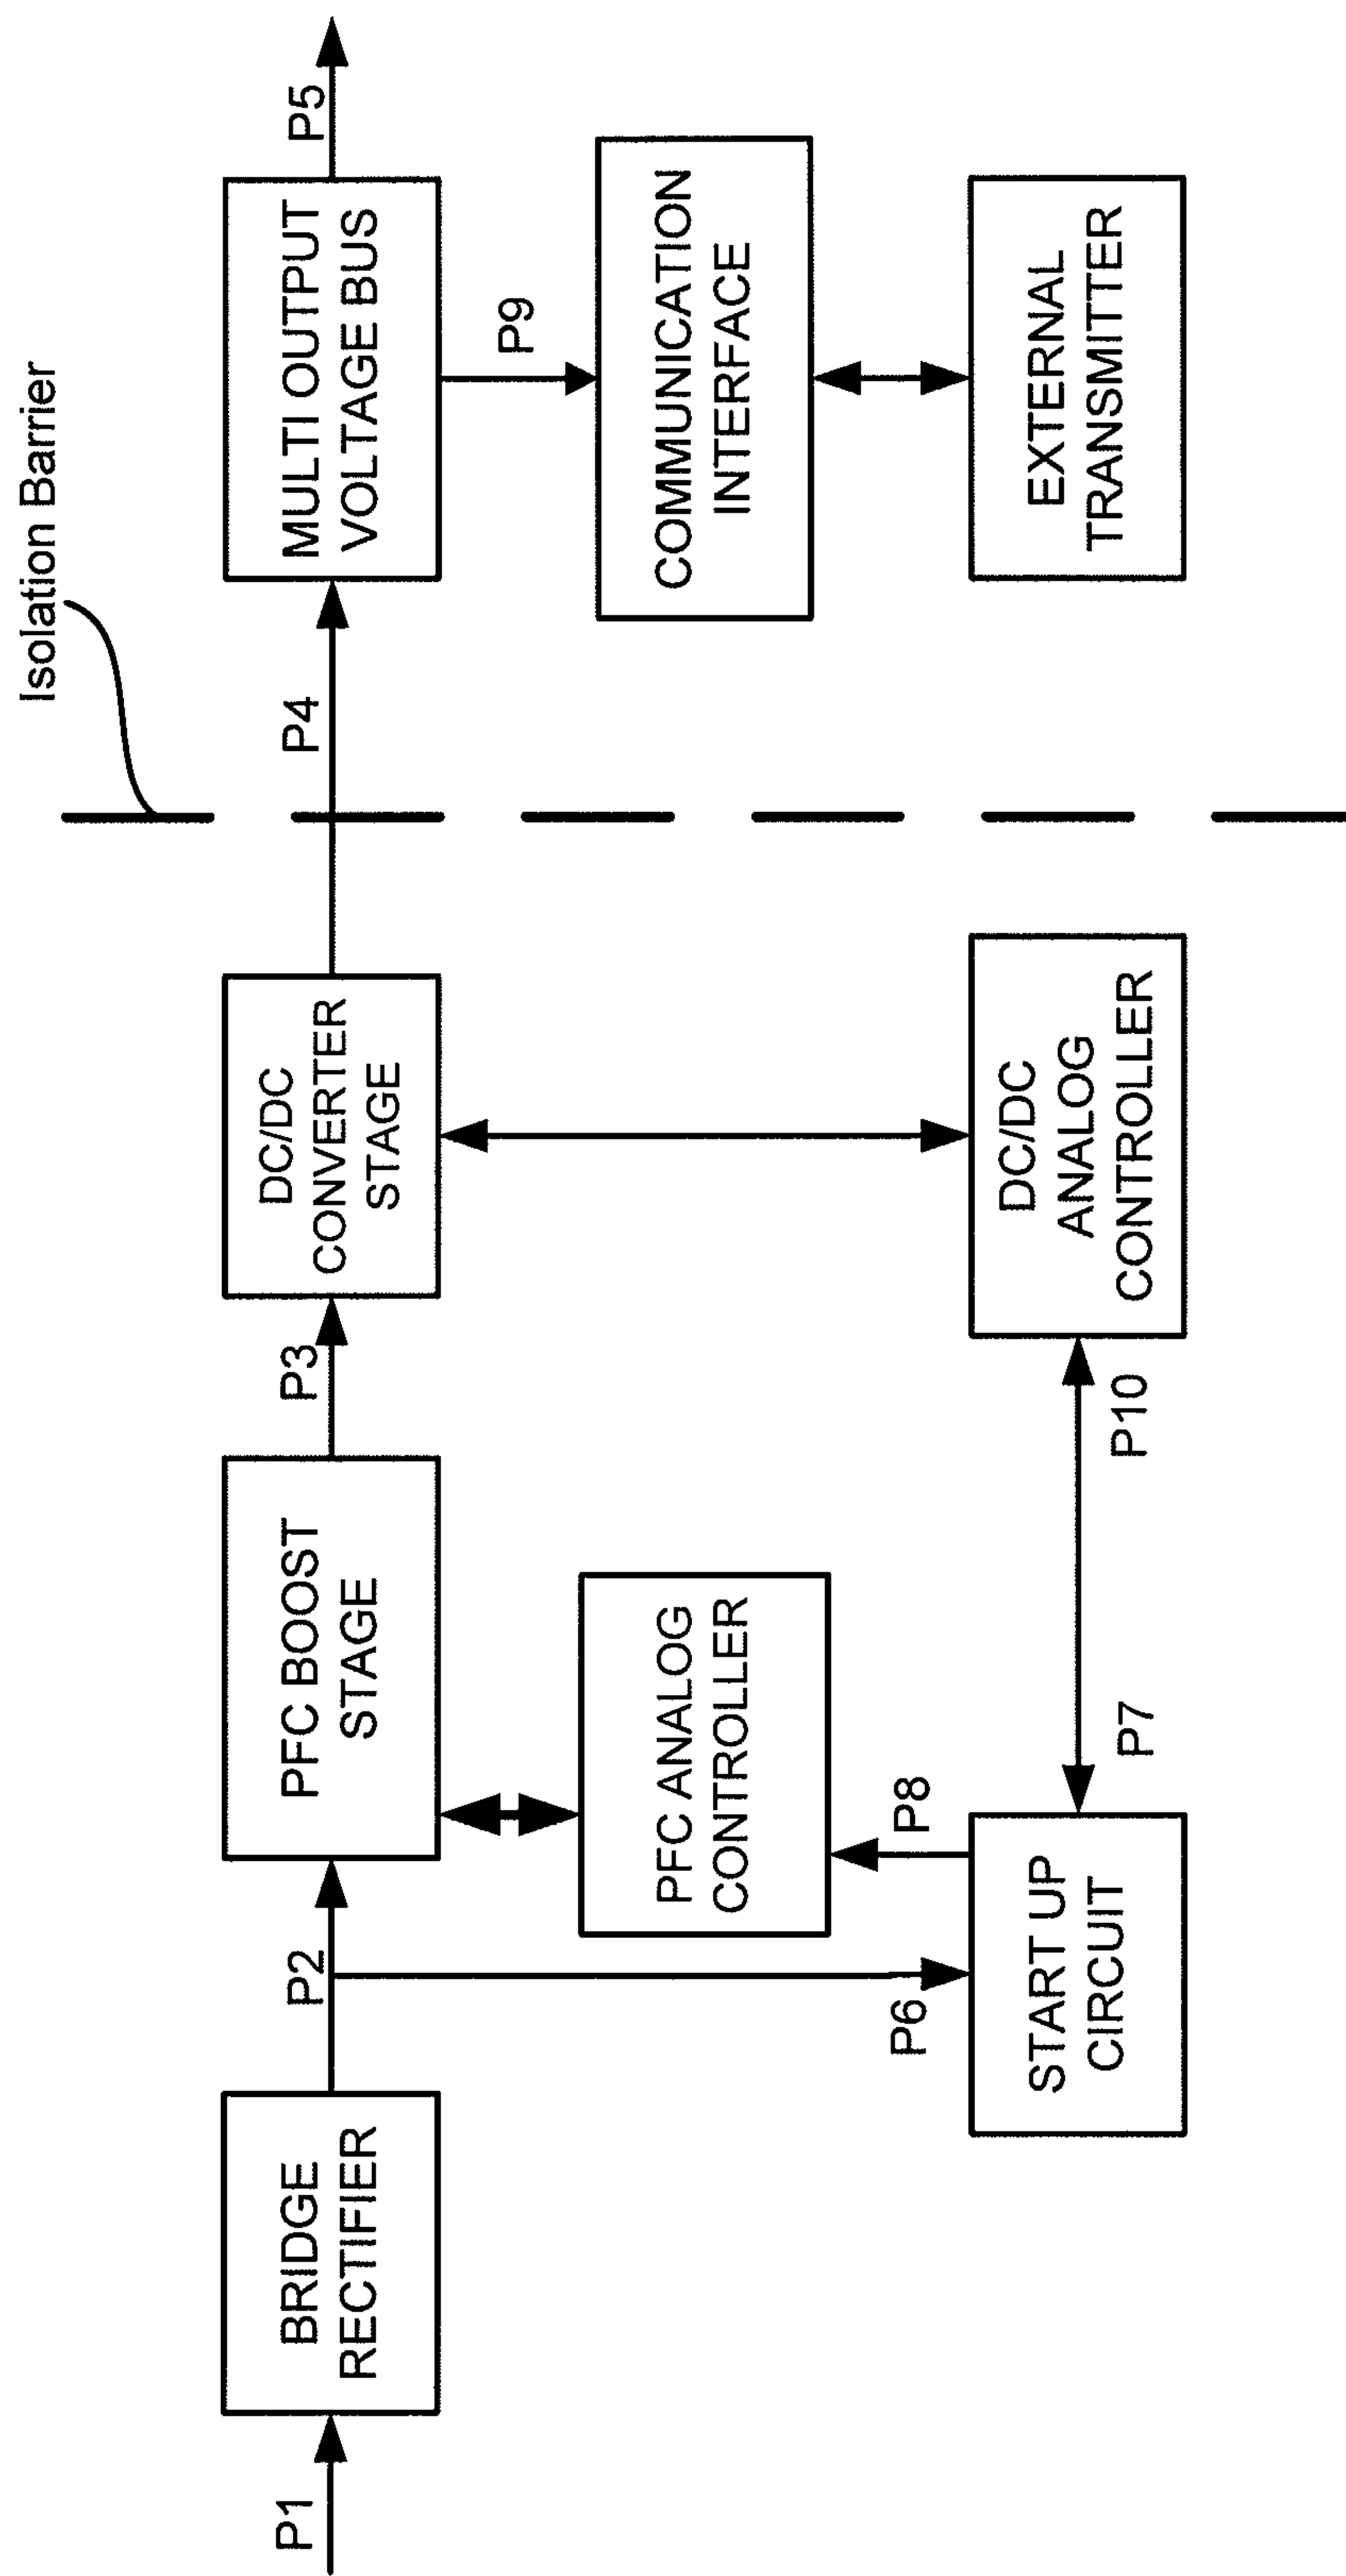 Isolation Barrier
P1
BRIDGE
RECTIFIER
P2
PFC BOOST
STAGE
P3
DC/DC
CONVERTER
STAGE
P4
MULTI OUTPUT
VOLTAGE BUS
P5
P9
PFC ANALOG
CONTROLLER
COMMUNICATION
INTERFACE
P6
P8
START UP
CIRCUIT
P7
P10
DC/DC
ANALOG
CONTROLLER
EXTERNAL
TRANSMITTER